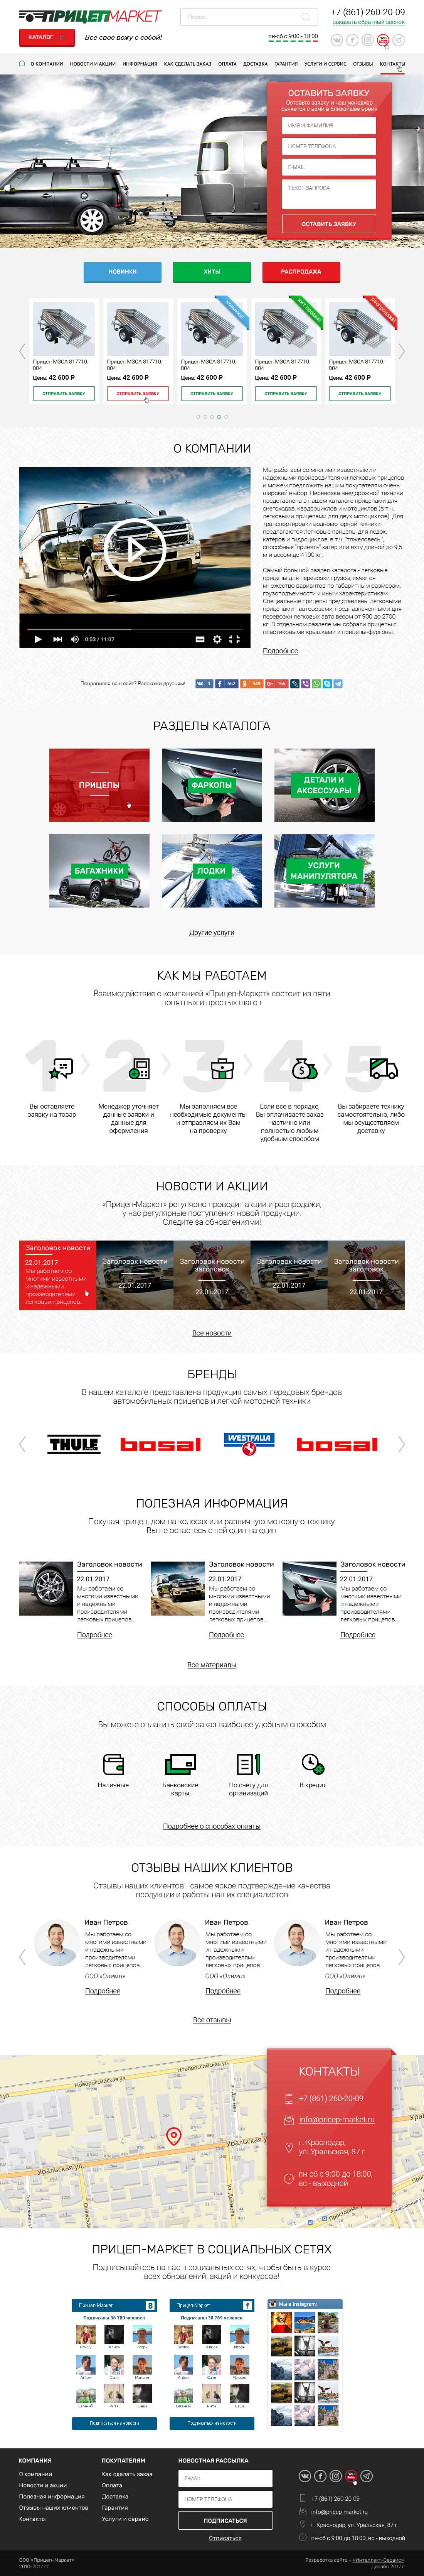 ПРИЦЕПМАРКЕТ
Поиск...
+7 (861) 260-20-09
заказать обратный звонок
КАТАЛОГ
Все свое вожу с собой!
пн-сб с 9:00 - 18:00
О КОМПАНИИ НОВОСТИ И АКЦИИ ИНФОРМАЦИЯ КАК СДЕЛАТЬ ЗАКАЗ ОПЛАТА ДОСТАВКА ГАРАНТИЯ УСЛУГИ И СЕРВИС ОТЗЫВЫ КОНТАКТЫ
ОСТАВИТЬ ЗАЯВКУ
Оставьте заявку и наш менеджер
свяжется с вами в ближайшее время
ИМЯ И ФАМИЛИЯ
НОМЕР ТЕЛЕФОНА
E-MAIL
ТЕКСТ ЗАПРОСА
ОСТАВИТЬ ЗАЯВКУ
НОВИНКИ ХИТЫ РАСПРОДАЖА
НОВИНКА! ХИТ ПРОДАЖ! РАСПРОДАЖА!
Прицеп МЗСА 817710. Прицеп МЗСА 817710. Прицеп МЗСА 817710. Прицеп МЗСА 817710. Прицеп МЗСА 817710.
004 004 004 004 004
Цена: 42 600 ₽ Цена: 42 600 ₽ Цена: 42 600 ₽ Цена: 42 600 ₽ Цена: 42 600 ₽
ОТПРАВИТЬ ЗАЯВКУ ОТПРАВИТЬ ЗАЯВКУ ОТПРАВИТЬ ЗАЯВКУ ОТПРАВИТЬ ЗАЯВКУ ОТПРАВИТЬ ЗАЯВКУ
О КОМПАНИИ
0:03 / 11:07
Мы работаем со многими известными и
надежными производителями легковых прицепов
и можем предложить нашим покупателям очень
широкий выбор. Перевозка внедорожной техники
представлена в нашем каталоге прицепами для
снегоходов, квадроциклов и мотоциклов (в т.ч.
легковыми прицепами для двух мотоциклов). Для
транспортировки водномоторной техники
предлагаются легковые прицепы для лодок,
катеров и гидроциклов, в т.ч. "тяжеловесы",
способные "принять" катер или яхту длиной до 9,5
м и весом до 4100 кг.
Самый большой раздел каталога - легковые
прицепы для перевозки грузов, имеется
множество вариантов по габаритным размерам,
грузоподъемности и иным характеристикам.
Специальные прицепы представлены легковыми
прицепами - автовозами, предназначенными для
перевозки легковых авто весом от 900 до 2700
кг. В отдельном разделе мы собрали прицепы с
пластиковыми крышками и прицепы-фургоны.
Подробнее
Понравился наш сайт? Расскажи друзьям!
1 552 349 155
РАЗДЕЛЫ КАТАЛОГА
ПРИЦЕПЫ
ФАРКОПЫ
ДЕТАЛИ И
АКСЕССУАРЫ
БАГАЖНИКИ
ЛОДКИ
УСЛУГИ
МАНИПУЛЯТОРА
Другие услуги
КАК МЫ РАБОТАЕМ
Взаимодействие с компанией «Прицеп-Маркет» состоит из пяти
понятных и простых шагов
1 2 3 4 5
Вы оставляете
заявку на товар
Менеджер уточняет
данные заявки и
данные для
оформления
Мы заполняем все
необходимые документы
и отправляем их Вам
на проверку
Если все в порядке,
Вы оплачиваете заказ
частично или
полностью любым
удобным способом
Вы забираете технику
самостоятельно, либо
мы осуществляем
доставку
НОВОСТИ И АКЦИИ
«Прицеп-Маркет» регулярно проводит акции и распродажи,
у нас регулярные поступления новой продукции.
Следите за обновлениями!
Заголовок новости
22.01.2017
Мы работаем со
многими известными
и надежными
производителями
легковых прицепов...
Заголовок новости
22.01.2017
Заголовок новости
заголовок
22.01.2017
Заголовок новости
22.01.2017
Заголовок новости
заголовок
22.01.2017
Все новости
БРЕНДЫ
В нашем каталоге представлена продукция самых передовых брендов
автомобильных прицепов и легкой моторной техники
THULE
bosal
WESTFALIA
bosal
ПОЛЕЗНАЯ ИНФОРМАЦИЯ
Покупая прицеп, дом на колесах или различную моторную технику
Вы не остаетесь с ней один на один
Заголовок новости
22.01.2017
Мы работаем со
многими известными
и надежными
производителями
легковых прицепов...
Подробнее
Заголовок новости
22.01.2017
Мы работаем со
многими известными
и надежными
производителями
легковых прицепов...
Подробнее
Заголовок новости
22.01.2017
Мы работаем со
многими известными
и надежными
производителями
легковых прицепов...
Подробнее
Все материалы
СПОСОБЫ ОПЛАТЫ
Вы можете оплатить свой заказ наиболее удобным способом
Наличные
Банковские
карты
По счету для
организаций
В кредит
Подробнее о способах оплаты
ОТЗЫВЫ НАШИХ КЛИЕНТОВ
Отзывы наших клиентов - самое яркое подтверждение качества
продукции и работы наших специалистов
Иван Петров
Мы работаем со
многими известными
и надежными
производителями
легковых прицепов...
ООО «Олимп»
Подробнее
Иван Петров
Мы работаем со
многими известными
и надежными
производителями
легковых прицепов...
ООО «Олимп»
Подробнее
Иван Петров
Мы работаем со
многими известными
и надежными
производителями
легковых прицепов...
ООО «Олимп»
Подробнее
Все отзывы
Новороссийская ул.
Новороссийская ул.
Уральская ул.
Уральская ул.
КОНТАКТЫ
+7 (861) 260-20-09
info@pricep-market.ru
г. Краснодар,
ул. Уральская, 87 г
пн-сб с 9:00 до 18:00,
вс - выходной
ПРИЦЕП-МАРКЕТ В СОЦИАЛЬНЫХ СЕТЯХ
Подписывайтесь на нас в социальных сетях, чтобы быть в курсе
всех обновлений, акций и конкурсов!
Прицеп-Маркет
Подписаны 30 789 человек
Подписаться на новости
Прицеп-Маркет
Подписаны 30 789 человек
Подписаться на новости
Мы в Instagram:
КОМПАНИЯ
О компании
Новости и акции
Полезная информация
Отзывы наших клиентов
Контакты
ПОКУПАТЕЛЯМ
Как сделать заказ
Оплата
Доставка
Гарантия
Услуги и сервис
НОВОСТНАЯ РАССЫЛКА
E-MAIL
НОМЕР ТЕЛЕФОНА
ПОДПИСАТЬСЯ
Отписаться
+7 (861) 260-20-09
info@pricep-market.ru
г. Краснодар, ул. Уральская, 87 г
пн-сб с 9:00 до 18:00, вс - выходной
ООО «Прицеп-Маркет»
2010-2017 гг.
Разработка сайта - «Интеллект-Сервис»
Дизайн 2017 г.